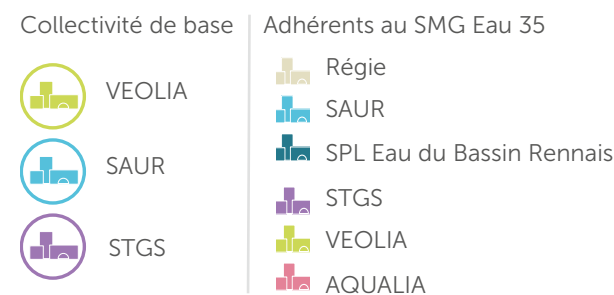 Collectivité de base
VEOLIA
SAUR
STGS
Adhérents au SMG Eau 35
Régie
SAUR
SPL Eau du Bassin Rennais
STGS
VEOLIA
AQUALIA